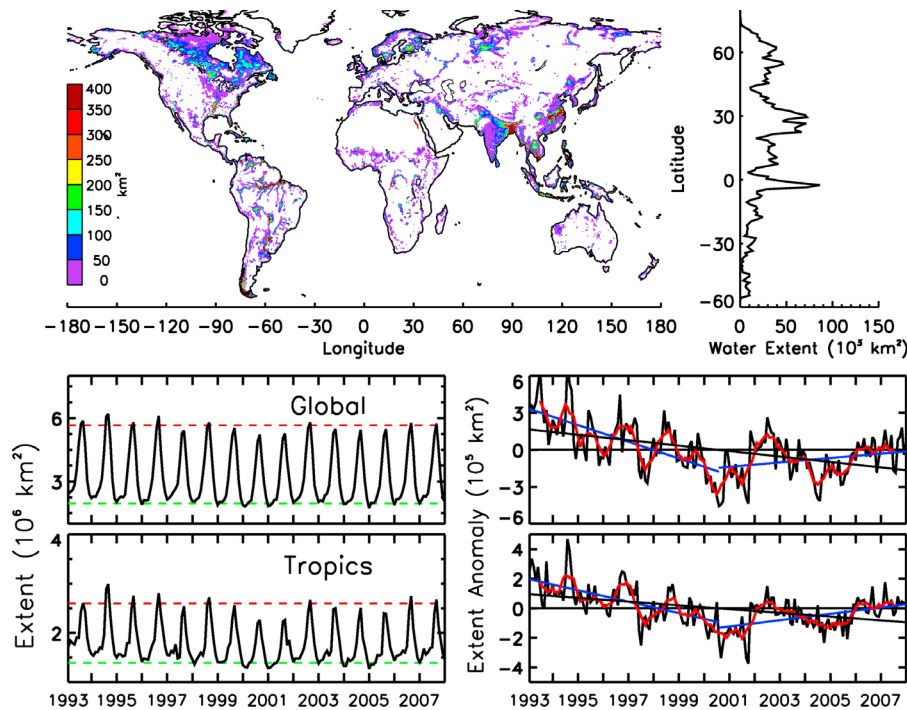 400
350
300
250
200
150
100
50
0
km²
−180 −150 −120 −90 −60 −30 0 30 60 90 120 150 180
Longitude
60
30
0
−30
−60
Latitude
0 50 100 150
Water Extent (10³ km²)
Extent (10⁶ km²)
6
3
Global
2
1
Tropics
1993 1995 1997 1999 2001 2003 2005 2007
Extent Anomaly (10⁵ km²)
6
3
0
−3
−6
4
2
0
−2
−4
1993 1995 1997 1999 2001 2003 2005 2007